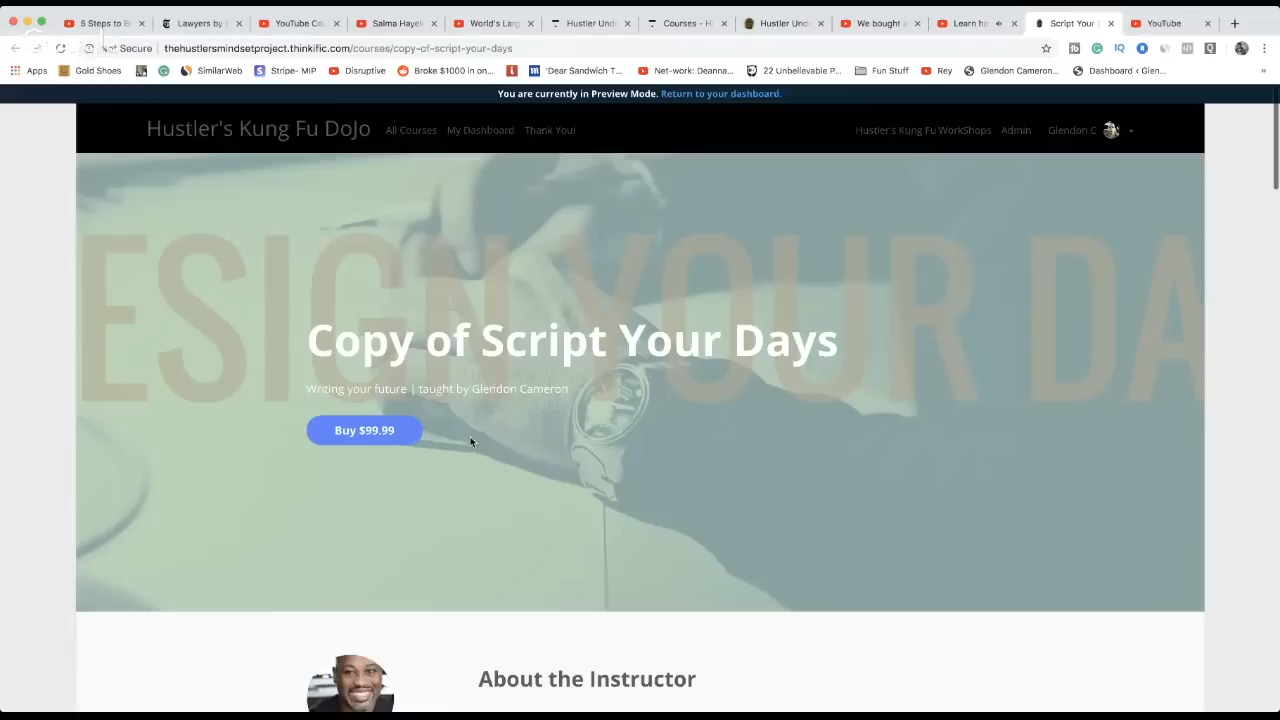 5 Steps to B
Lawyers by
YouTube Co
Salma Hayek
World's Larg
Hustler Unde
Courses - H
Hustler Und
We bought a
Learn ho
Script Your
YouTube
Not Secure
thehustlersmindsetproject.thinkific.com/courses/copy-of-script-your-days
Apps
Gold Shoes
SimilarWeb
Stripe- MIP
Disruptive
Broke $1000 in on...
'Dear Sandwich T...
Net-work: Deanna...
22 Unbelievable P...
Fun Stuff
Rey
Glendon Cameron...
Dashboard ‹ Glen...
»
You are currently in Preview Mode. Return to your dashboard.
Hustler's Kung Fu DoJo
All Courses
My Dashboard
Thank You!
Hustler's Kung Fu WorkShops
Admin
Glendon C
ESIGN YOUR DA
Copy of Script Your Days
Writing your future | taught by Glendon Cameron
Buy $99.99
About the Instructor